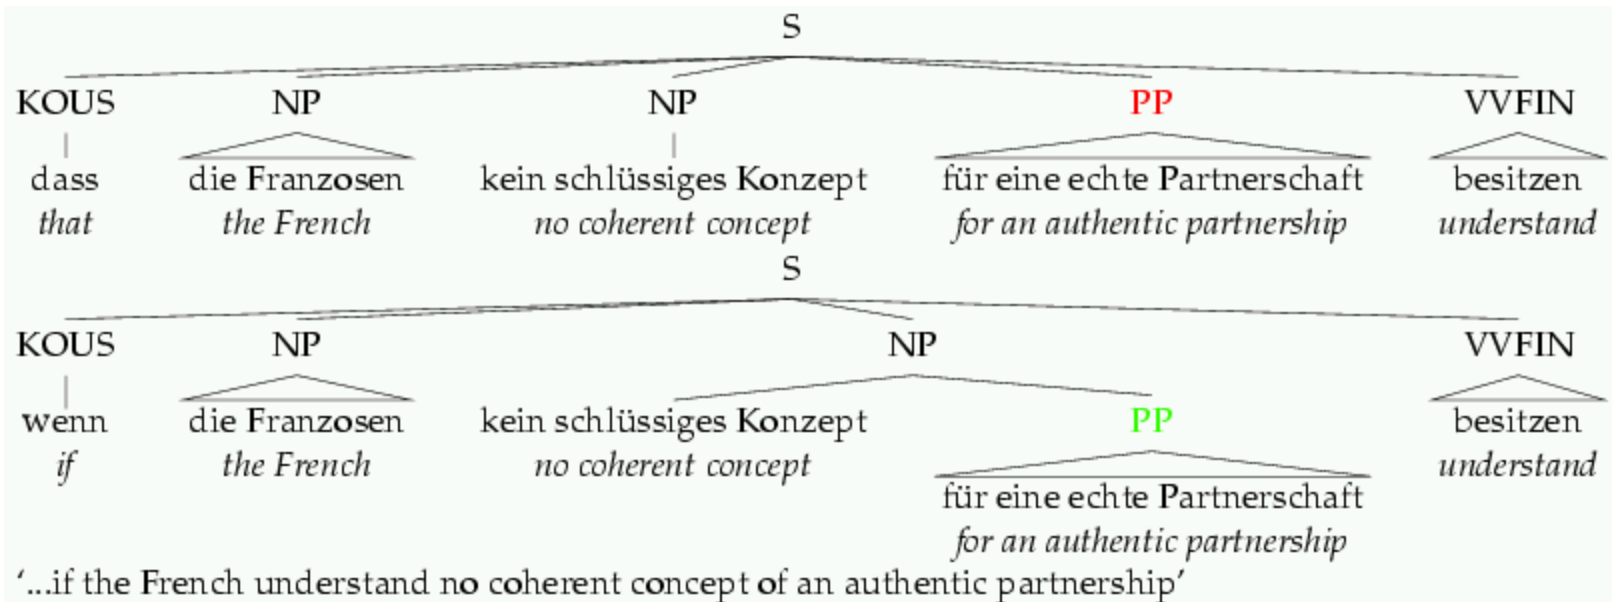 S
KOUS NP NP PP VVFIN
dass die Franzosen kein schlüssiges Konzept für eine echte Partnerschaft besitzen
that the French no coherent concept for an authentic partnership understand
S
KOUS NP NP VVFIN
wenn die Franzosen kein schlüssiges Konzept PP besitzen
if the French no coherent concept understand
für eine echte Partnerschaft
for an authentic partnership
‘...if the French understand no coherent concept of an authentic partnership’